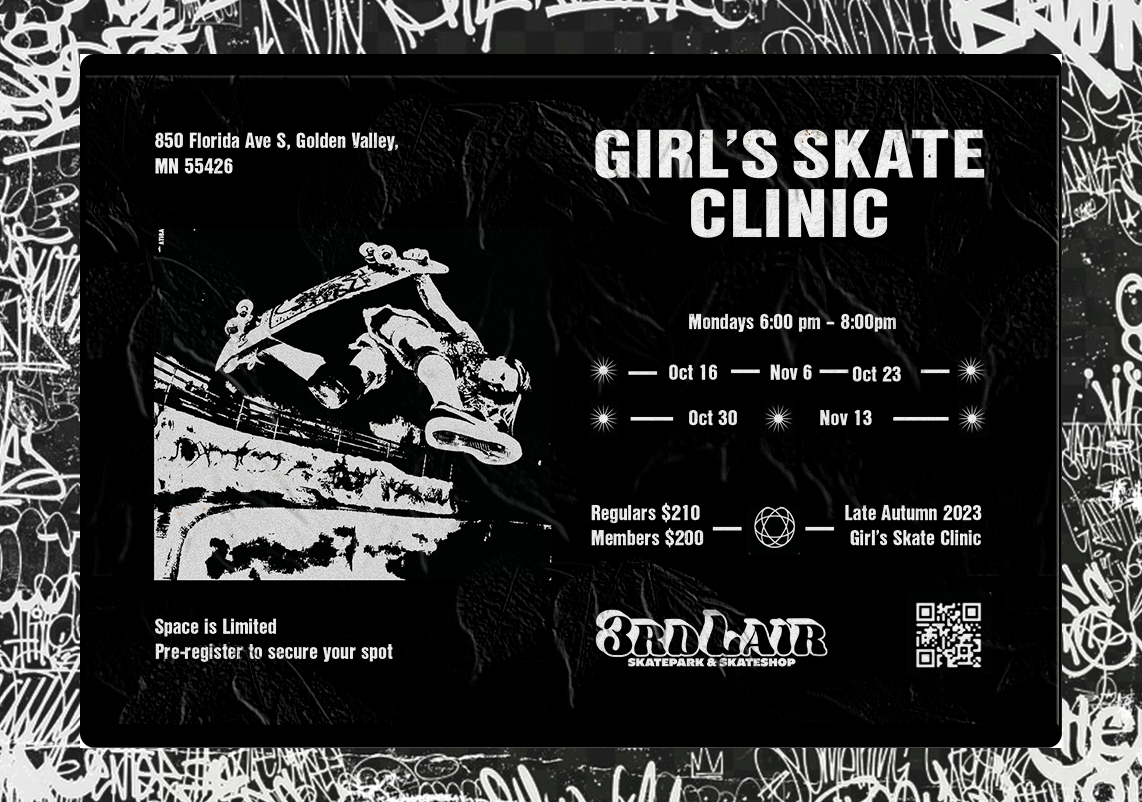 850 Florida Ave S, Golden Valley,
MN 55426
GIRL'S SKATE
CLINIC
Mondays 6:00 pm - 8:00pm
Oct 16 Nov 6 Oct 23
Oct 30 Nov 13
Regulars $210
Members $200
Late Autumn 2023
Girl's Skate Clinic
Space is Limited
Pre-register to secure your spot
3RD LAIR
SKATEPARK & SKATESHOP